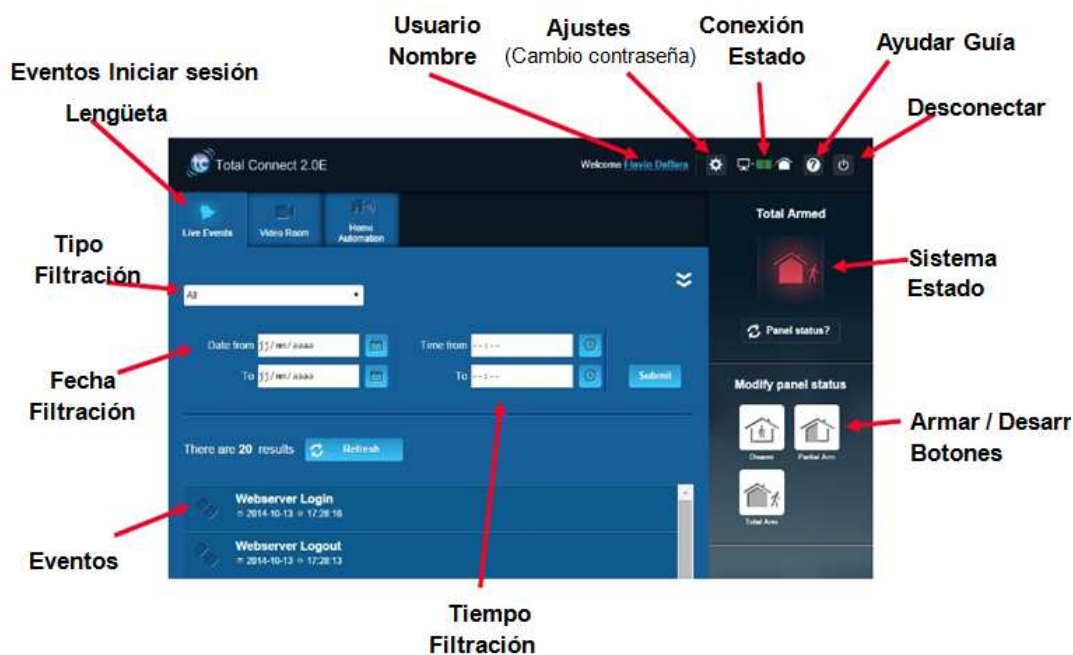 Usuario
Nombre
Ajustes
(Cambio contraseña)
Conexión
Estado
Ayudar Guía
Eventos Iniciar sesión
Lengüeta
Desconectar
tc Total Connect 2.0E
Welcome Flavio Daffara
Live Events
Video Room
Home
Automation
Total Armed
Tipo
Filtración
Sistema
Estado
All
Panel status?
Date from jj/mm/aaaa
Time from --:--
To jj/mm/aaaa
To --:--
Submit
Fecha
Filtración
Modify panel status
Armar / Desarr
Botones
Disarm
Partial Arm
Total Arm
There are 20 results
Refresh
Webserver Login
2014-10-13 17:28:16
Webserver Logout
2014-10-13 17:28:13
Eventos
Tiempo
Filtración